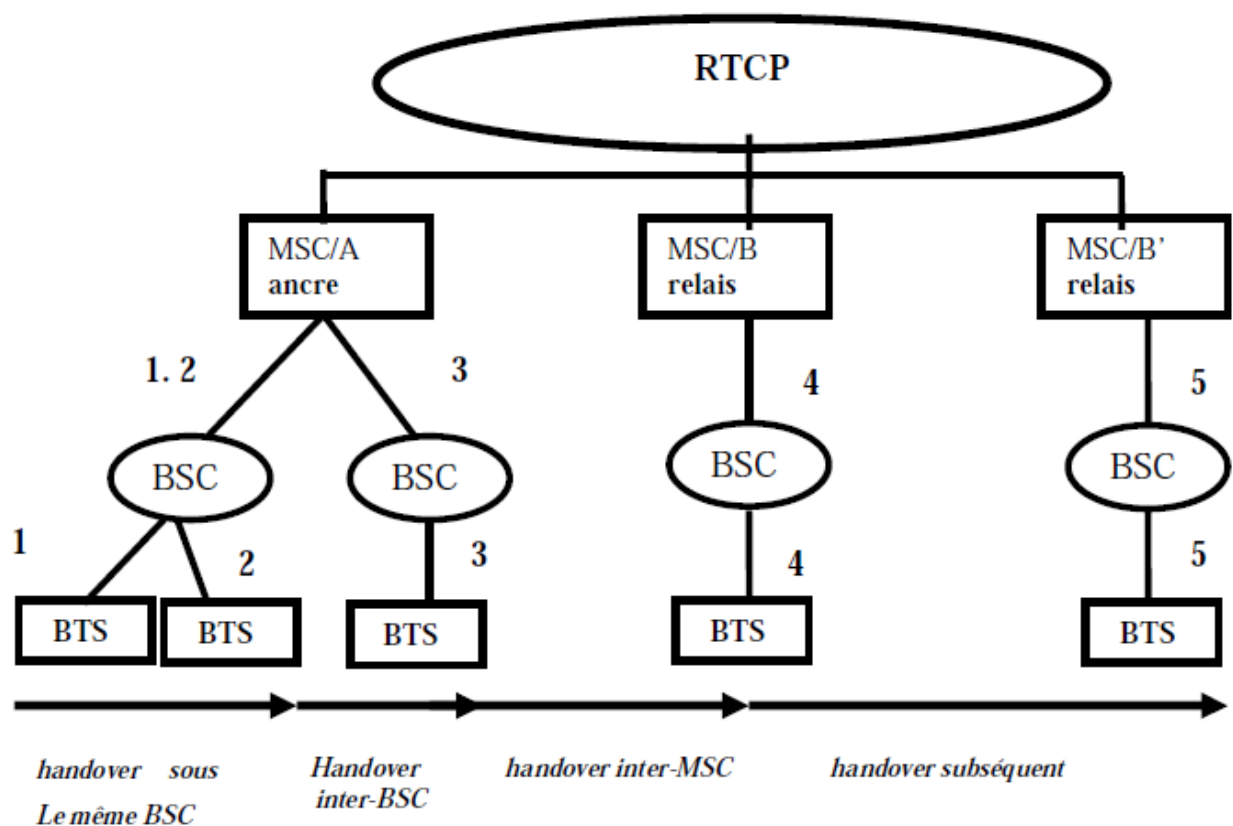 RTCP
MSC/A
ancre
MSC/B
relais
MSC/B’
relais
1. 2
3
4
5
BSC
BSC
BSC
BSC
1
2
3
4
5
BTS
BTS
BTS
BTS
BTS
handover sous
Le même BSC
Handover
inter-BSC
handover inter-MSC
handover subséquent